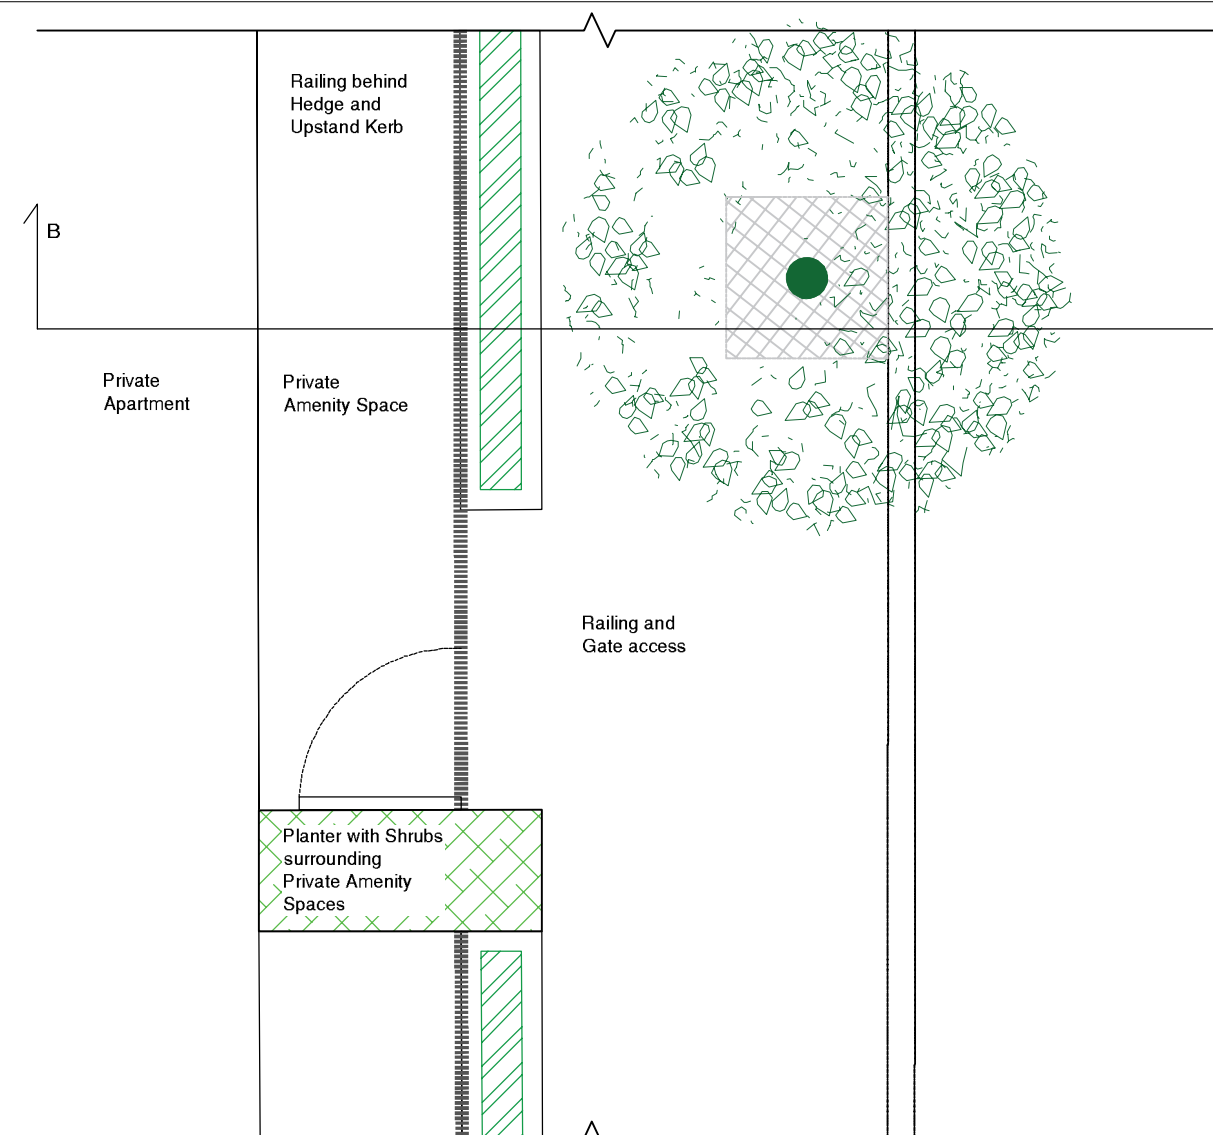 Railing behind
Hedge and
Upstand Kerb
B
Private
Apartment
Private
Amenity Space
Railing and
Gate access
Planter with Shrubs
surrounding
Private Amenity
Spaces